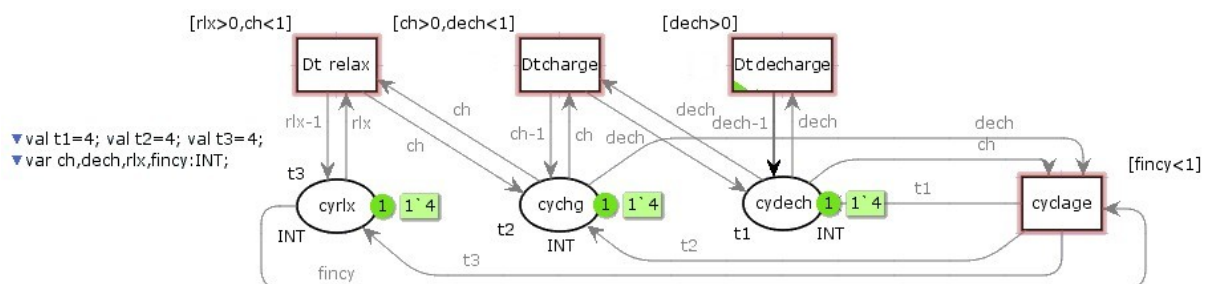 [rlx>0,ch<1]
[ch>0,dech<1]
[dech>0]
Dt relax
Dtcharge
Dt decharge
rlx-1
rlx
ch
ch
ch-1
ch
dech
dech
dech-1
dech
dech
ch
val t1=4; val t2=4; val t3=4;
var ch,dech,rlx,fincy:INT;
[fincy<1]
t3
cyrlx
1
1`4
INT
t2
cychg
1
1`4
INT
t1
cydech
1
1`4
INT
t1
cyclage
t2
t3
fincy